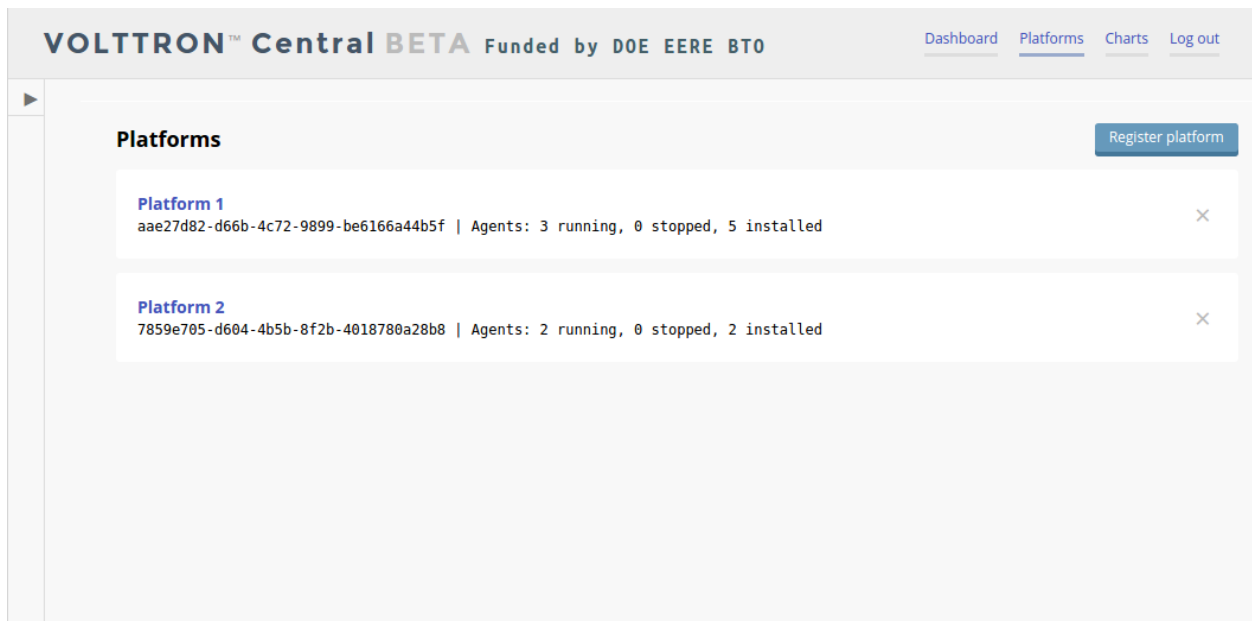 VOLTTRON™ Central BETA Funded by DOE EERE BTO
Dashboard Platforms Charts Log out
Platforms
Register platform
Platform 1
aae27d82-d66b-4c72-9899-be6166a44b5f | Agents: 3 running, 0 stopped, 5 installed
Platform 2
7859e705-d604-4b5b-8f2b-4018780a28b8 | Agents: 2 running, 0 stopped, 2 installed